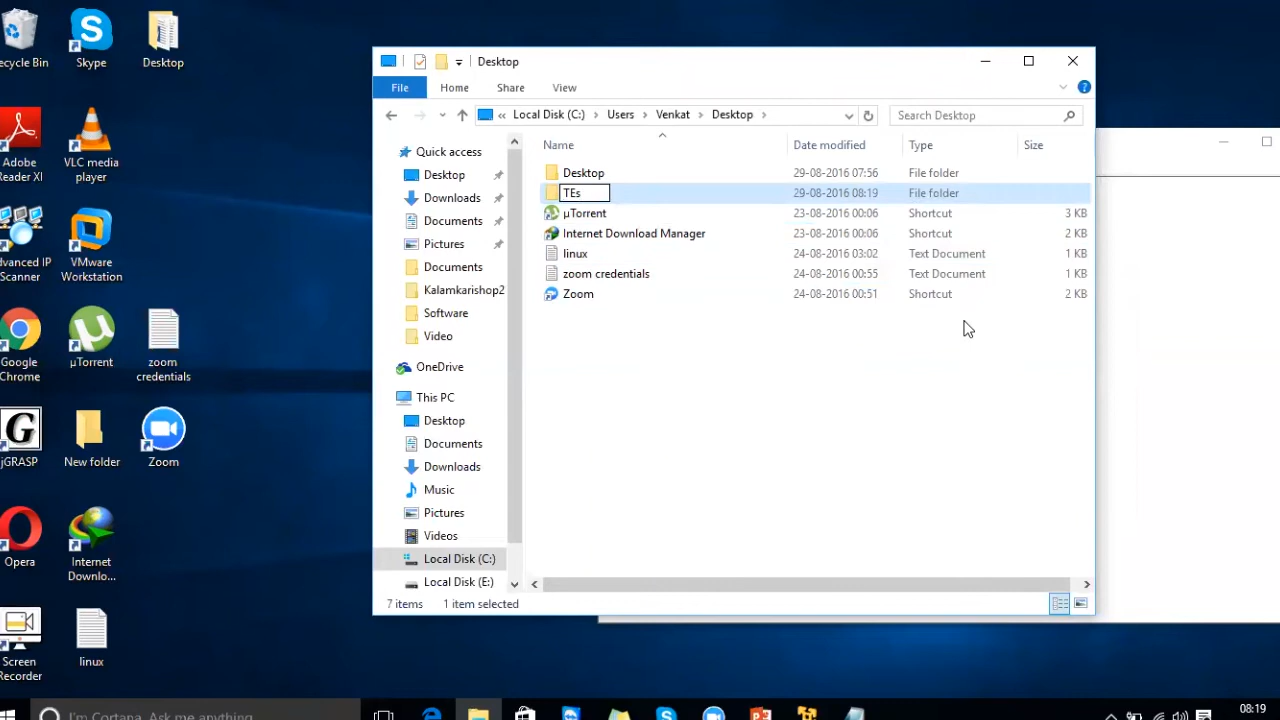 ecycle Bin
Skype
Desktop
Adobe
Reader XI
VLC media
player
dvanced IP
Scanner
VMware
Workstation
Google
Chrome
µTorrent
zoom
credentials
jGRASP
New folder
Zoom
Opera
Internet
Downlo...
Screen
Recorder
linux
Desktop
File
Home
Share
View
« Local Disk (C:) > Users > Venkat > Desktop >
Search Desktop
Quick access
Desktop
Downloads
Documents
Pictures
Documents
Kalamkarishop2
Software
Video
OneDrive
This PC
Desktop
Documents
Downloads
Music
Pictures
Videos
Local Disk (C:)
Local Disk (E:)
Name Date modified Type Size
Desktop 29-08-2016 07:56 File folder
TEs 29-08-2016 08:19 File folder
µTorrent 23-08-2016 00:06 Shortcut 3 KB
Internet Download Manager 23-08-2016 00:06 Shortcut 2 KB
linux 24-08-2016 03:02 Text Document 1 KB
zoom credentials 24-08-2016 00:55 Text Document 1 KB
Zoom 24-08-2016 00:51 Shortcut 2 KB
7 items 1 item selected
I'm Cortana. Ask me anything.
08:19